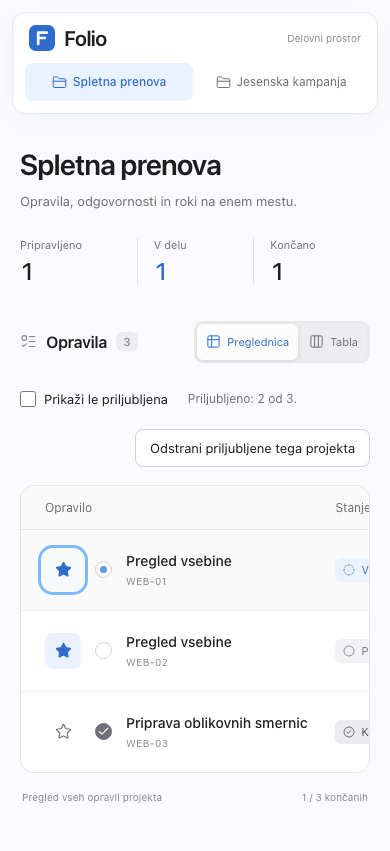 Folio
Delovni prostor
Spletna prenova
Jesenska kampanja
Spletna prenova
Opravila, odgovornosti in roki na enem mestu.
Pripravljeno
V delu
Končano
1
1
1
Opravila
3
Preglednica
Tabla
Prikaži le priljubljena
Priljubljeno: 2 od 3.
Odstrani priljubljene tega projekta
Opravilo
Stanje
Pregled vsebine
WEB-01
V
Pregled vsebine
WEB-02
P
Priprava oblikovnih smernic
WEB-03
K
Pregled vseh opravil projekta
1 / 3 končanih